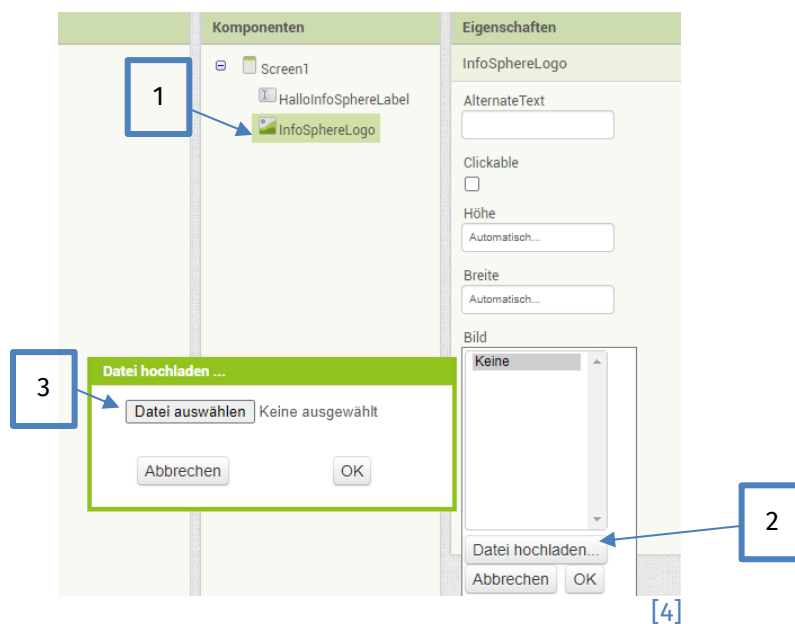 Komponenten
Screen1
HalloInfoSphereLabel
InfoSphereLogo
1
Eigenschaften
InfoSphereLogo
AlternateText
Clickable
Höhe
Automatisch...
Breite
Automatisch...
Bild
Keine
Datei hochladen...
Abbrechen OK
2
3
Datei hochladen ...
Datei auswählen Keine ausgewählt
Abbrechen OK
[4]